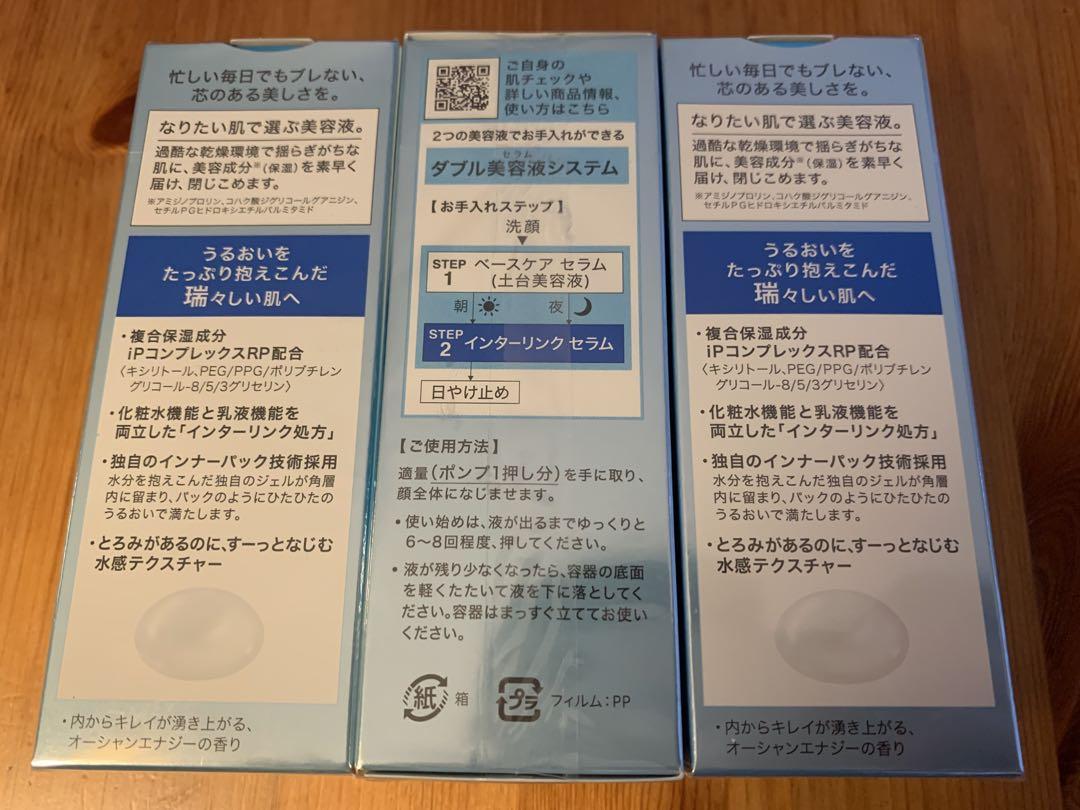 忙しい毎日でもブレない、
芯のある美しさを。
なりたい肌で選ぶ美容液。
過酷な乾燥環境で揺らぎがちな
肌に、美容成分※(保湿)を素早く
届け、閉じこめます。
※アミジノプロリン、コハク酸ジグリコールグアニジン、
セチルPGヒドロキシエチルパルミタミド
うるおいを
たっぷり抱えこんだ
瑞々しい肌へ
・複合保湿成分
iPコンプレックスRP配合
〈キシリトール、PEG/PPG/ポリブチレン
グリコール-8/5/3グリセリン〉
・化粧水機能と乳液機能を
両立した「インターリンク処方」
・独自のインナーパック技術採用
水分を抱えこんだ独自のジェルが角層
内に留まり、パックのようにひたひたの
うるおいで満たします。
・とろみがあるのに、すーっとなじむ
水感テクスチャー
・内からキレイが湧き上がる、
オーシャンエナジーの香り
ご自身の
肌チェックや
詳しい商品情報、
使い方はこちら
2つの美容液でお手入れができる
セラム
ダブル美容液システム
【お手入れステップ】
洗顔
▼
STEP 1 ベースケア セラム
(土台美容液)
朝 夜
STEP 2 インターリンク セラム
日やけ止め
【ご使用方法】
適量(ポンプ1押し分)を手に取り、
顔全体になじませます。
・使い始めは、液が出るまでゆっくりと
6〜8回程度、押してください。
・液が残り少なくなったら、容器の底面
を軽くたたいて液を下に落としてく
ださい。容器はまっすぐ立ててお使い
ください。
紙 箱 プラ フィルム:PP
忙しい毎日でもブレない、
芯のある美しさを。
なりたい肌で選ぶ美容液。
過酷な乾燥環境で揺らぎがちな
肌に、美容成分※(保湿)を素早く
届け、閉じこめます。
※アミジノプロリン、コハク酸ジグリコールグアニジン、
セチルPGヒドロキシエチルパルミタミド
うるおいを
たっぷり抱えこんだ
瑞々しい肌へ
・複合保湿成分
iPコンプレックスRP配合
〈キシリトール、PEG/PPG/ポリブチレン
グリコール-8/5/3グリセリン〉
・化粧水機能と乳液機能を
両立した「インターリンク処方」
・独自のインナーパック技術採用
水分を抱えこんだ独自のジェルが角層
内に留まり、パックのようにひたひたの
うるおいで満たします。
・とろみがあるのに、すーっとなじむ
水感テクスチャー
・内からキレイが湧き上がる、
オーシャンエナジーの香り